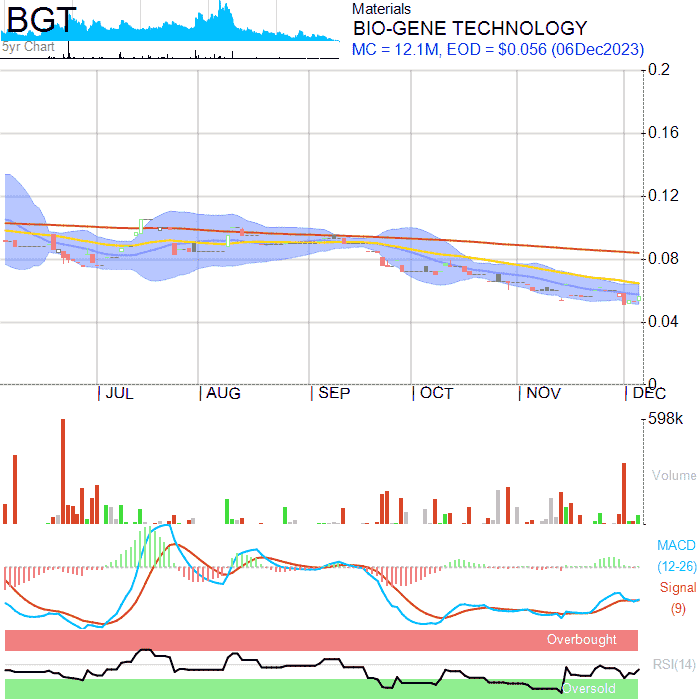 BGT
5yr Chart
Materials
BIO-GENE TECHNOLOGY
MC = 12.1M, EOD = $0.056 (06Dec2023)
0.2
0.16
0.12
0.08
0.04
0
JUL
AUG
SEP
OCT
NOV
DEC
598k
Volume
MACD
(12-26)
Signal
(9)
Overbought
RSI(14)
Oversold